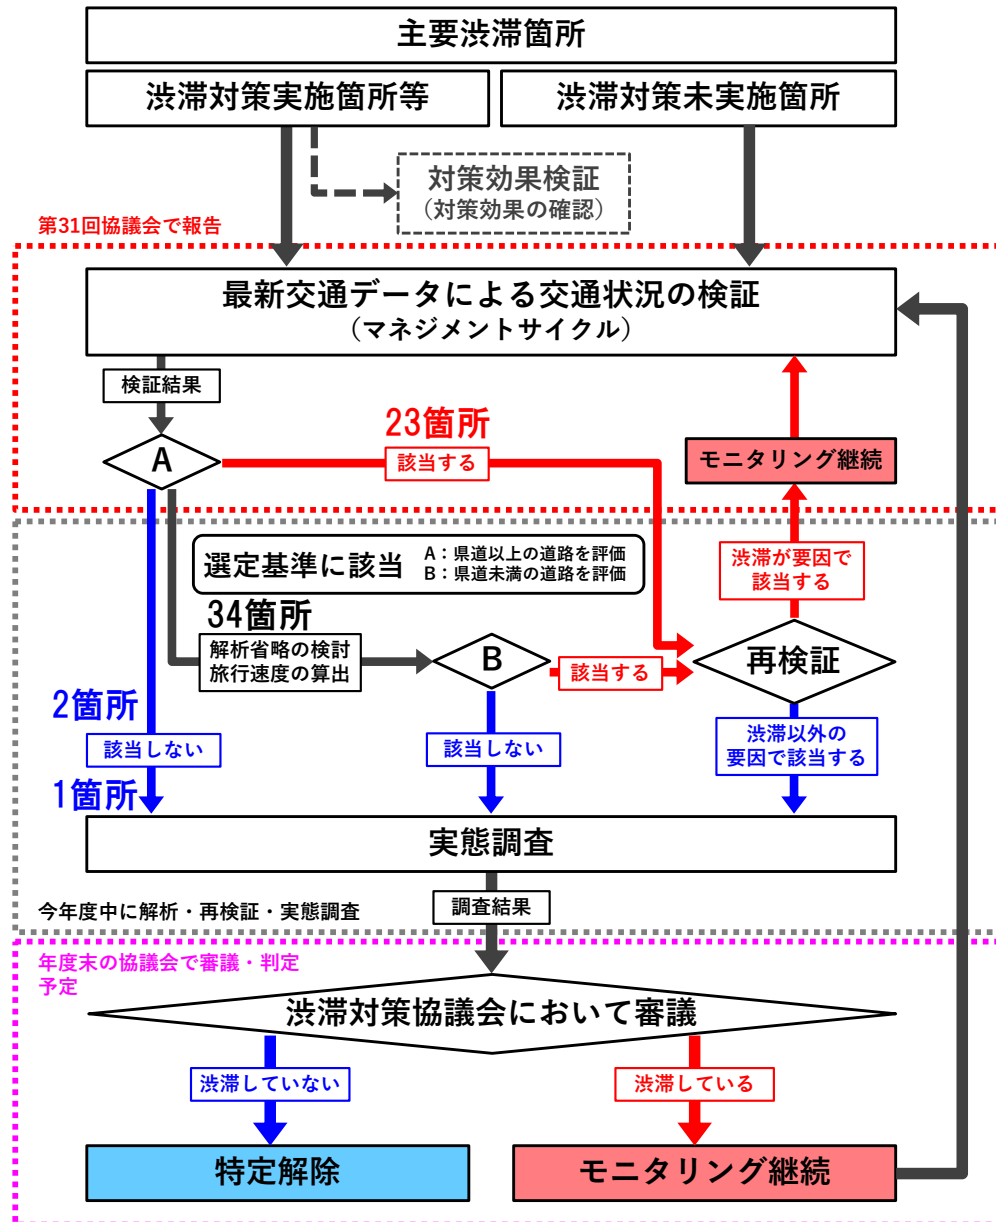 主要渋滞箇所
渋滞対策実施箇所等
渋滞対策未実施箇所
対策効果検証
（対策効果の確認）
第31回協議会で報告
最新交通データによる交通状況の検証
（マネジメントサイクル）
検証結果
23箇所
A
該当する
モニタリング継続
選定基準に該当
A：県道以上の道路を評価
B：県道未満の道路を評価
渋滞が要因で
該当する
34箇所
解析省略の検討
旅行速度の算出
B
該当する
再検証
2箇所
該当しない
該当しない
渋滞以外の
要因で該当する
1箇所
実態調査
今年度中に解析・再検証・実態調査
調査結果
年度末の協議会で審議・判定
予定
渋滞対策協議会において審議
渋滞していない
渋滞している
特定解除
モニタリング継続